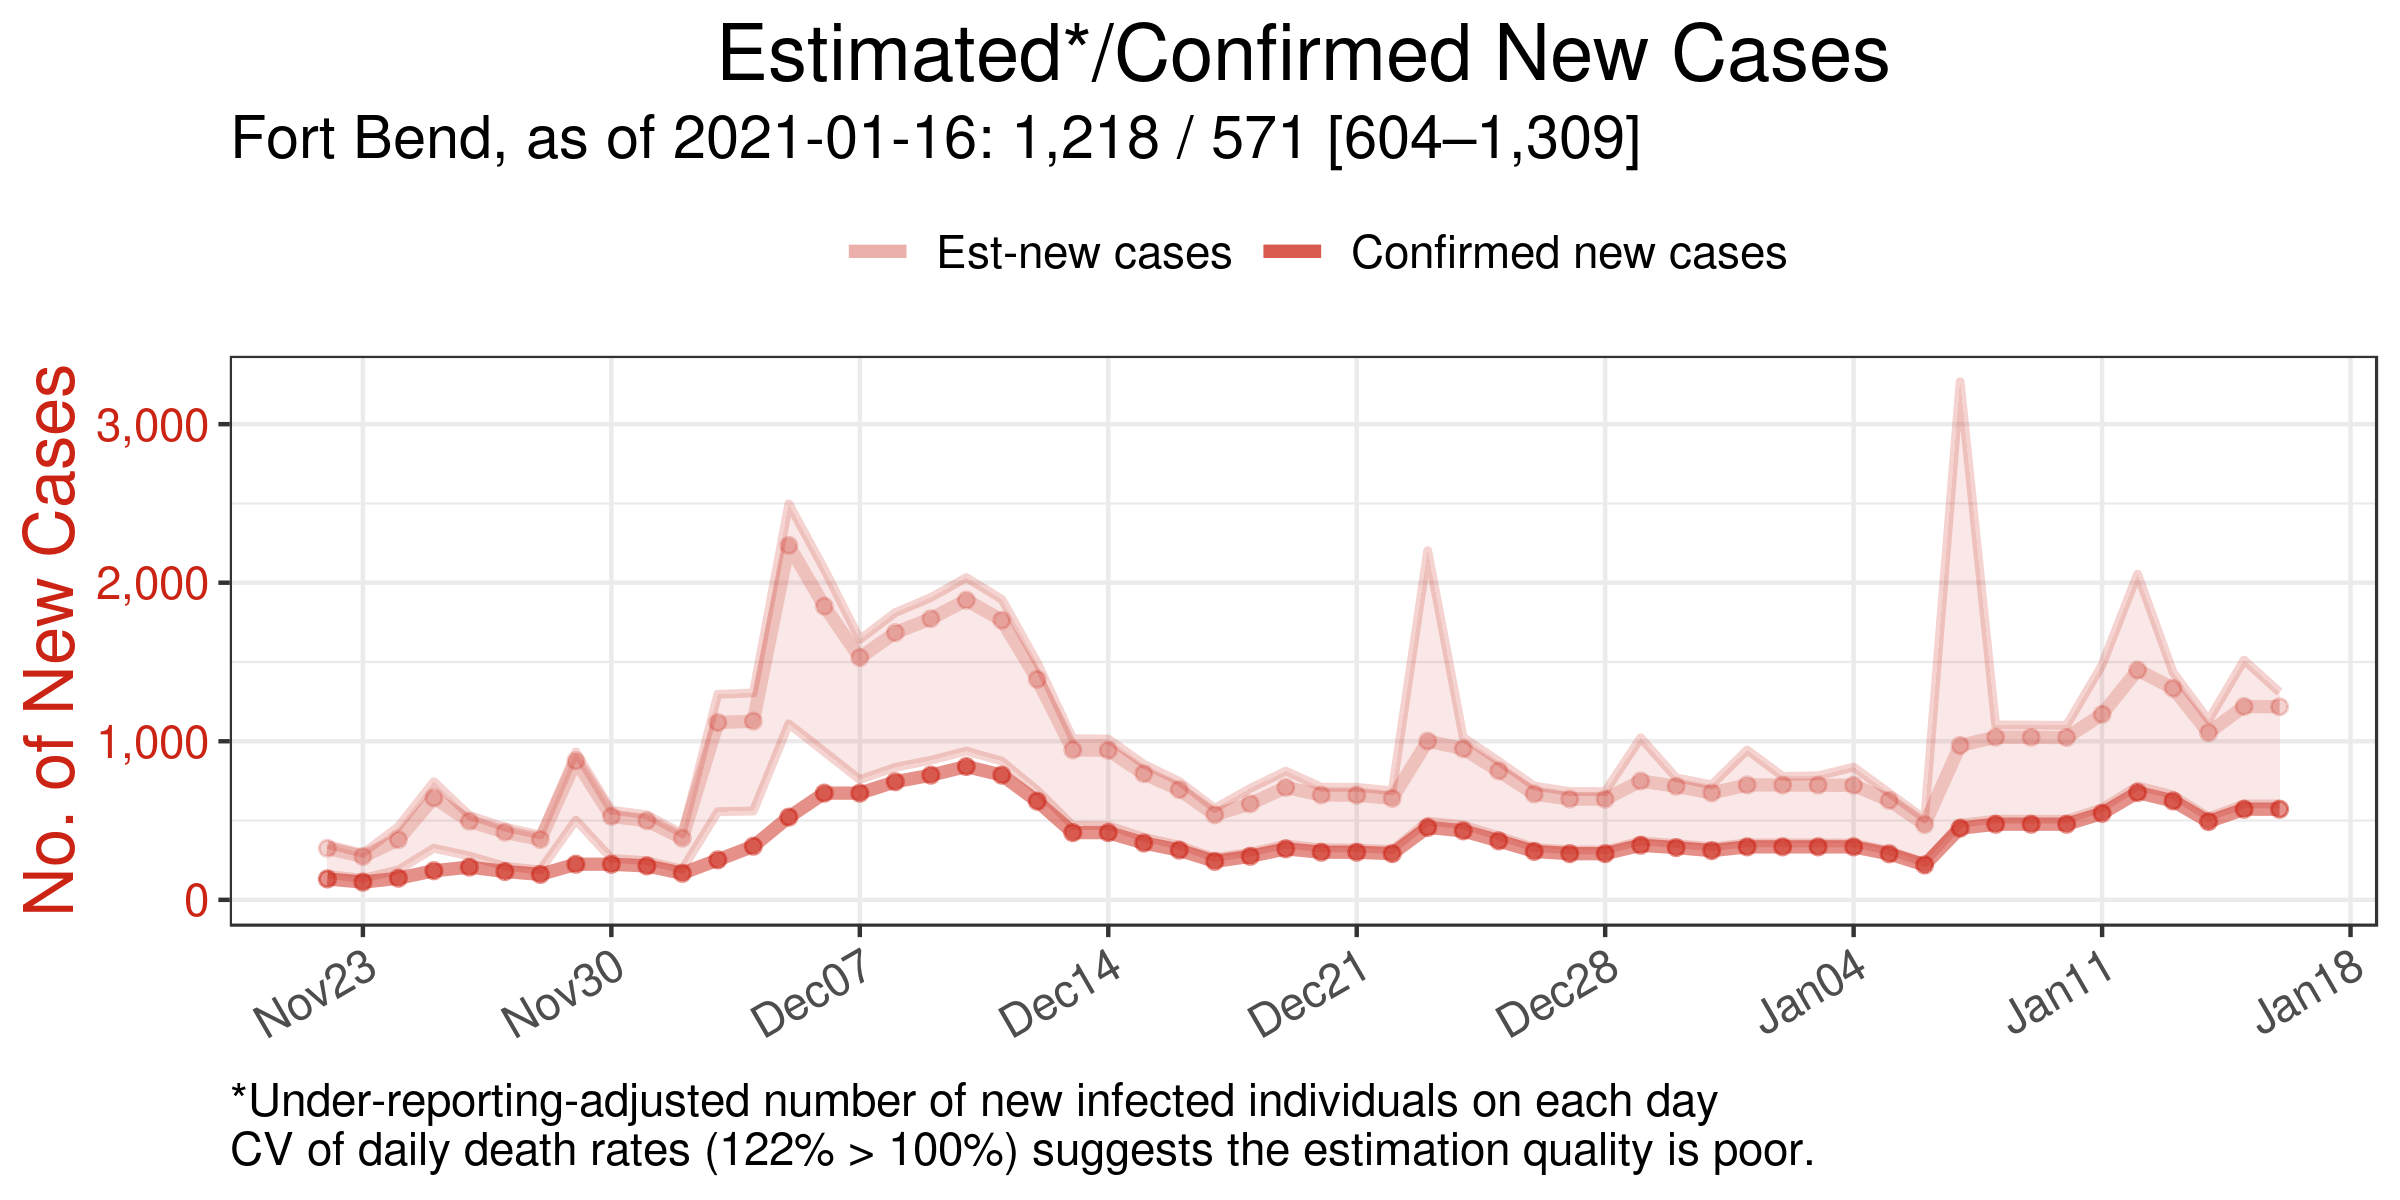 Estimated*/Confirmed New Cases
Fort Bend, as of 2021-01-16: 1,218 / 571 [604–1,309]
Est-new cases Confirmed new cases
No. of New Cases
3,000
2,000
1,000
0
Nov23 Nov30 Dec07 Dec14 Dec21 Dec28 Jan04 Jan11 Jan18
*Under-reporting-adjusted number of new infected individuals on each day
CV of daily death rates (122% > 100%) suggests the estimation quality is poor.